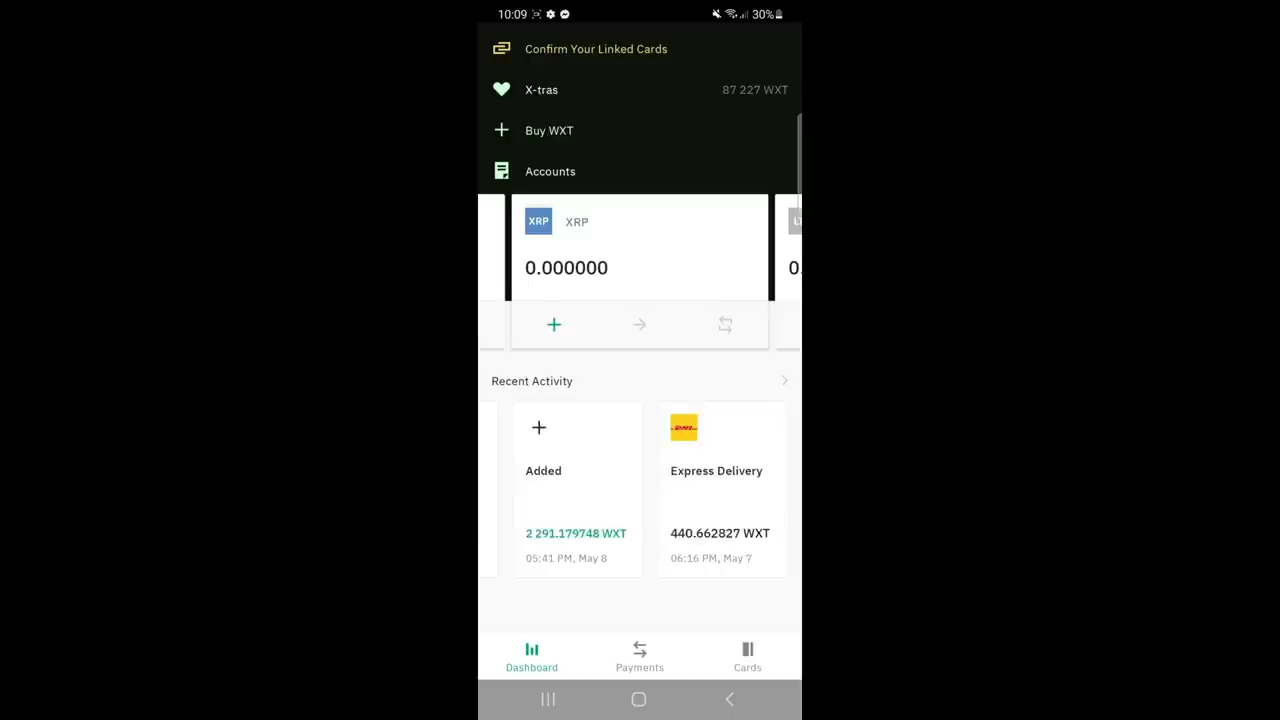 10:09 30%
Confirm Your Linked Cards
X-tras 87 227 WXT
Buy WXT
Accounts
XRP XRP
0.000000 0.
Recent Activity
DHL
Added Express Delivery
2 291.179748 WXT 440.662827 WXT
05:41 PM, May 8 06:16 PM, May 7
Dashboard Payments Cards